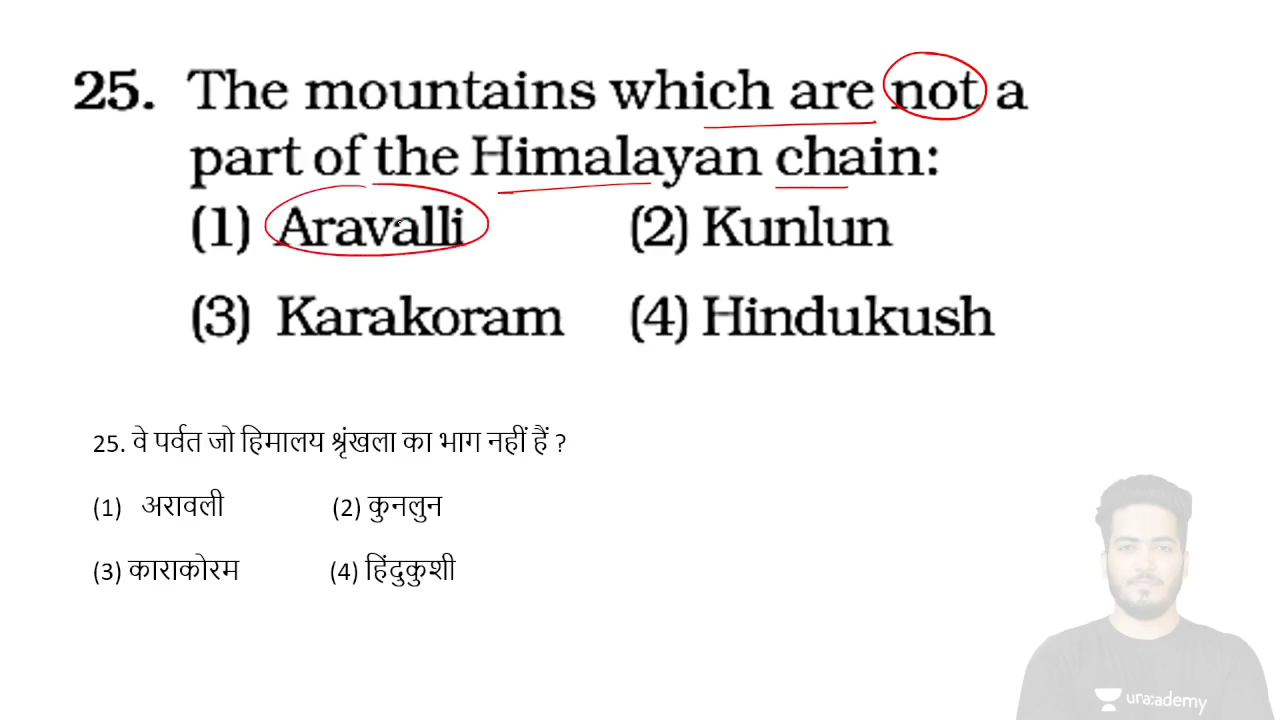 25. The mountains which are not a
part of the Himalayan chain:
(1) Aravalli (2) Kunlun
(3) Karakoram (4) Hindukush
25. वे पर्वत जो हिमालय श्रृंखला का भाग नहीं हैं ?
(1) अरावली (2) कुनलुन
(3) काराकोरम (4) हिंदुकुशी
unacademy